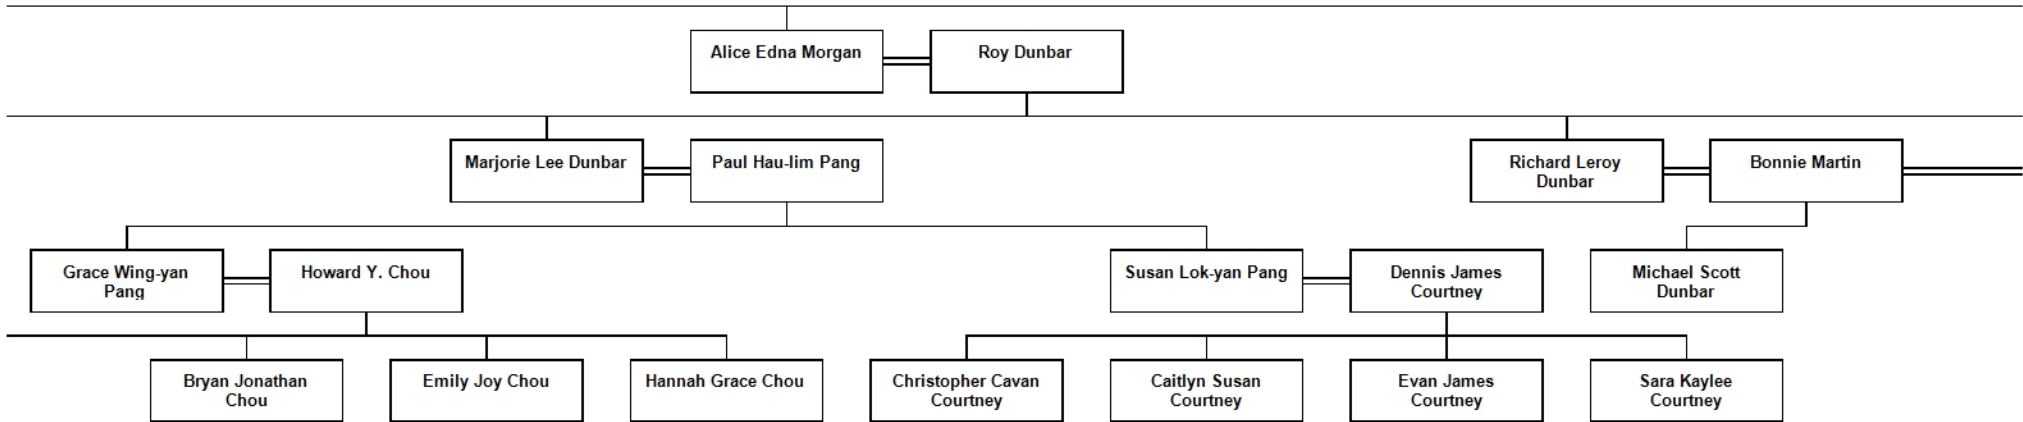 Alice Edna Morgan
Roy Dunbar
Marjorie Lee Dunbar
Paul Hau-lim Pang
Richard Leroy
Dunbar
Bonnie Martin
Grace Wing-yan
Pang
Howard Y. Chou
Susan Lok-yan Pang
Dennis James
Courtney
Michael Scott
Dunbar
Bryan Jonathan
Chou
Emily Joy Chou
Hannah Grace Chou
Christopher Cavan
Courtney
Caitlyn Susan
Courtney
Evan James
Courtney
Sara Kaylee
Courtney